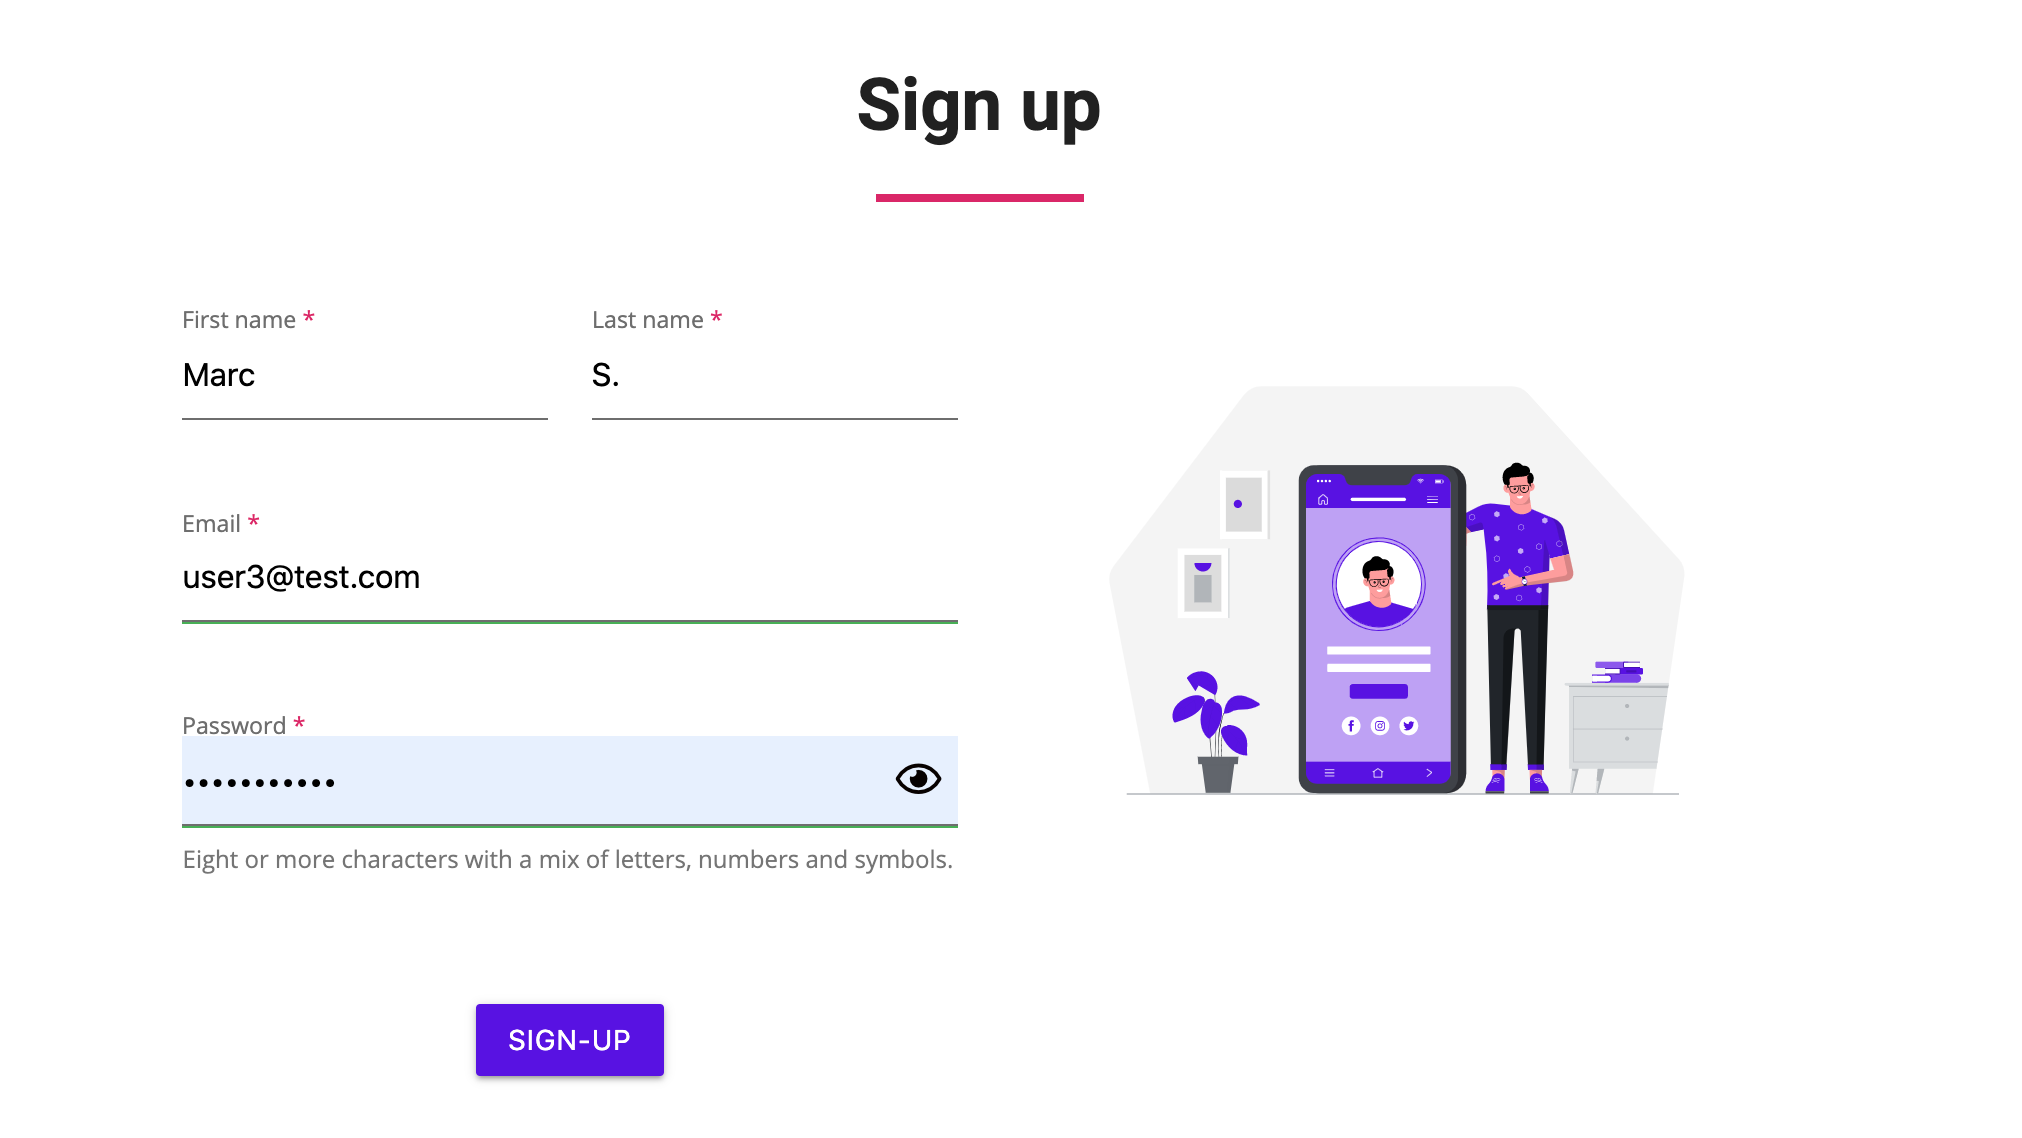 Sign up
First name * Last name *
Marc S.
Email *
user3@test.com
Password *
•••••••••••
Eight or more characters with a mix of letters, numbers and symbols.
SIGN-UP